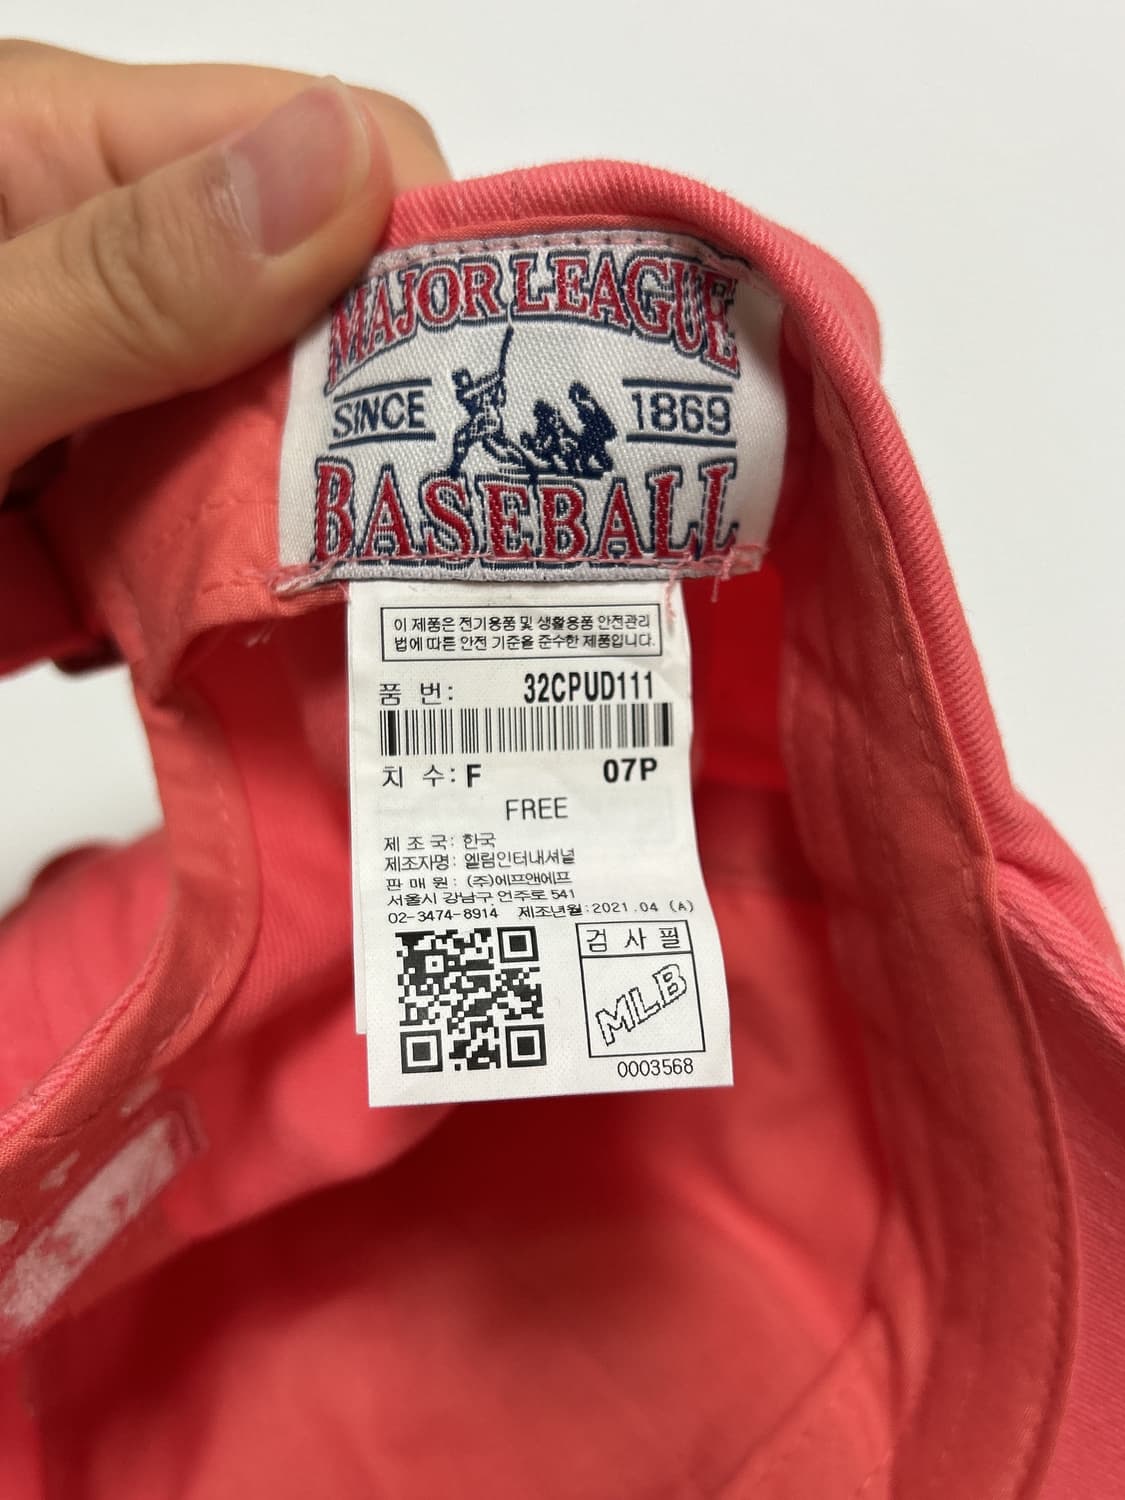 MAJOR LEAGUE
SINCE 1869
BASEBALL
이 제품은 전기용품 및 생활용품 안전관리
법에 따른 안전 기준을 준수한 제품입니다.
품 번: 32CPUD111
치 수: F 07P
FREE
제 조 국: 한국
제조자명: 엘림인터내셔널
판 매 원: (주)에프앤에프
서울시 강남구 언주로 541
02-3474-8914 제조년월:2021.04 (A)
검 사 필
MLB
0003568